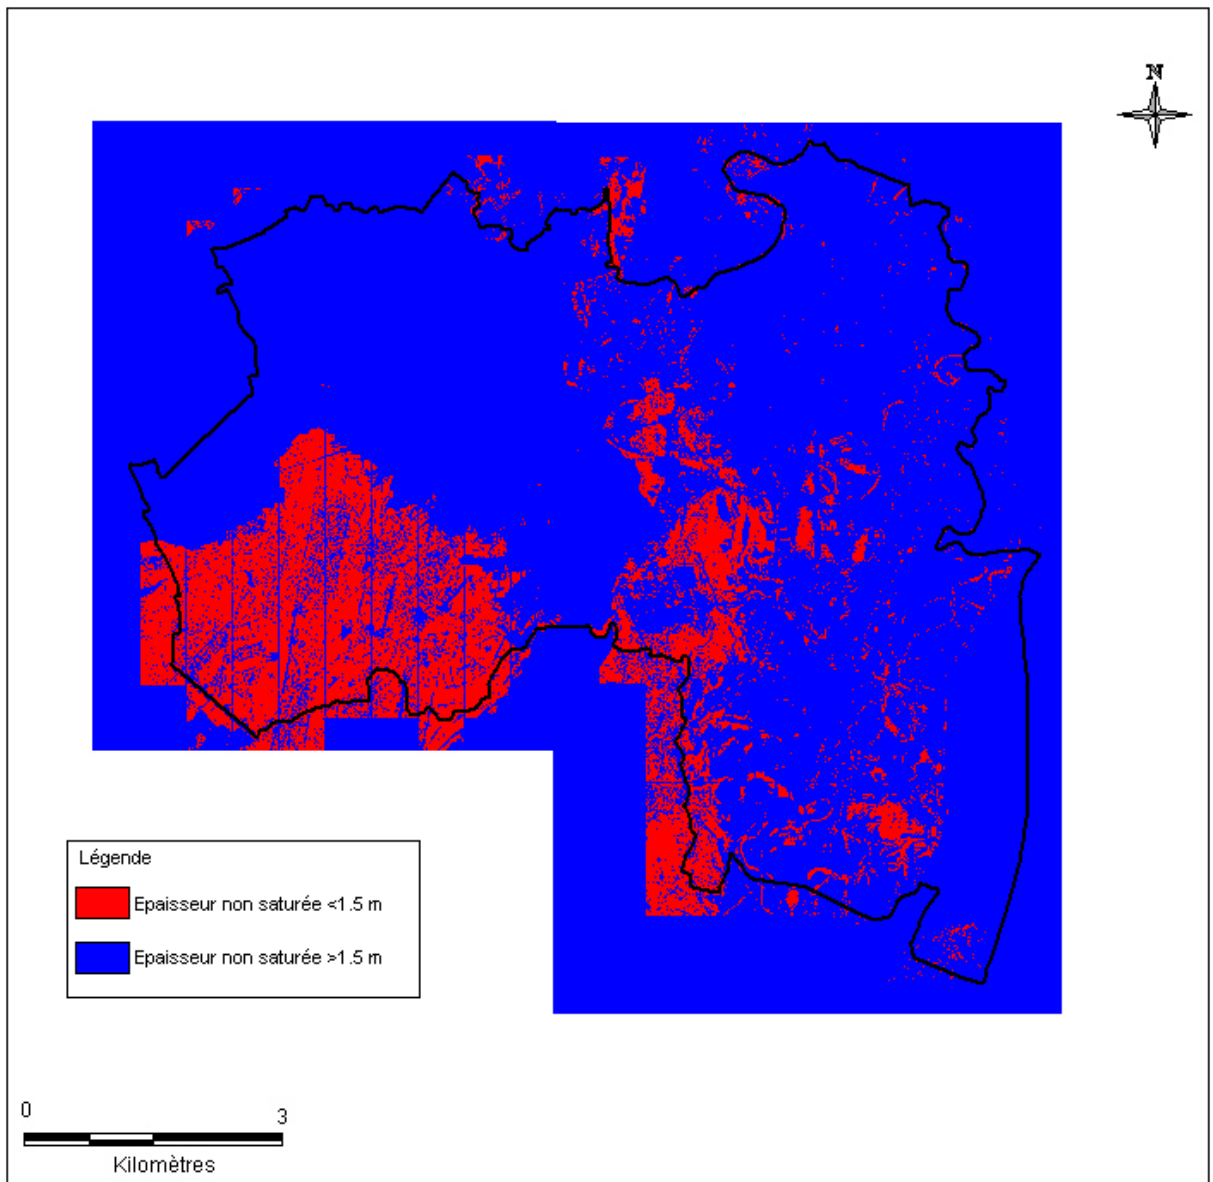 N
Légende
Epaisseur non saturée <1.5 m
Epaisseur non saturée >1.5 m
0 3
Kilomètres